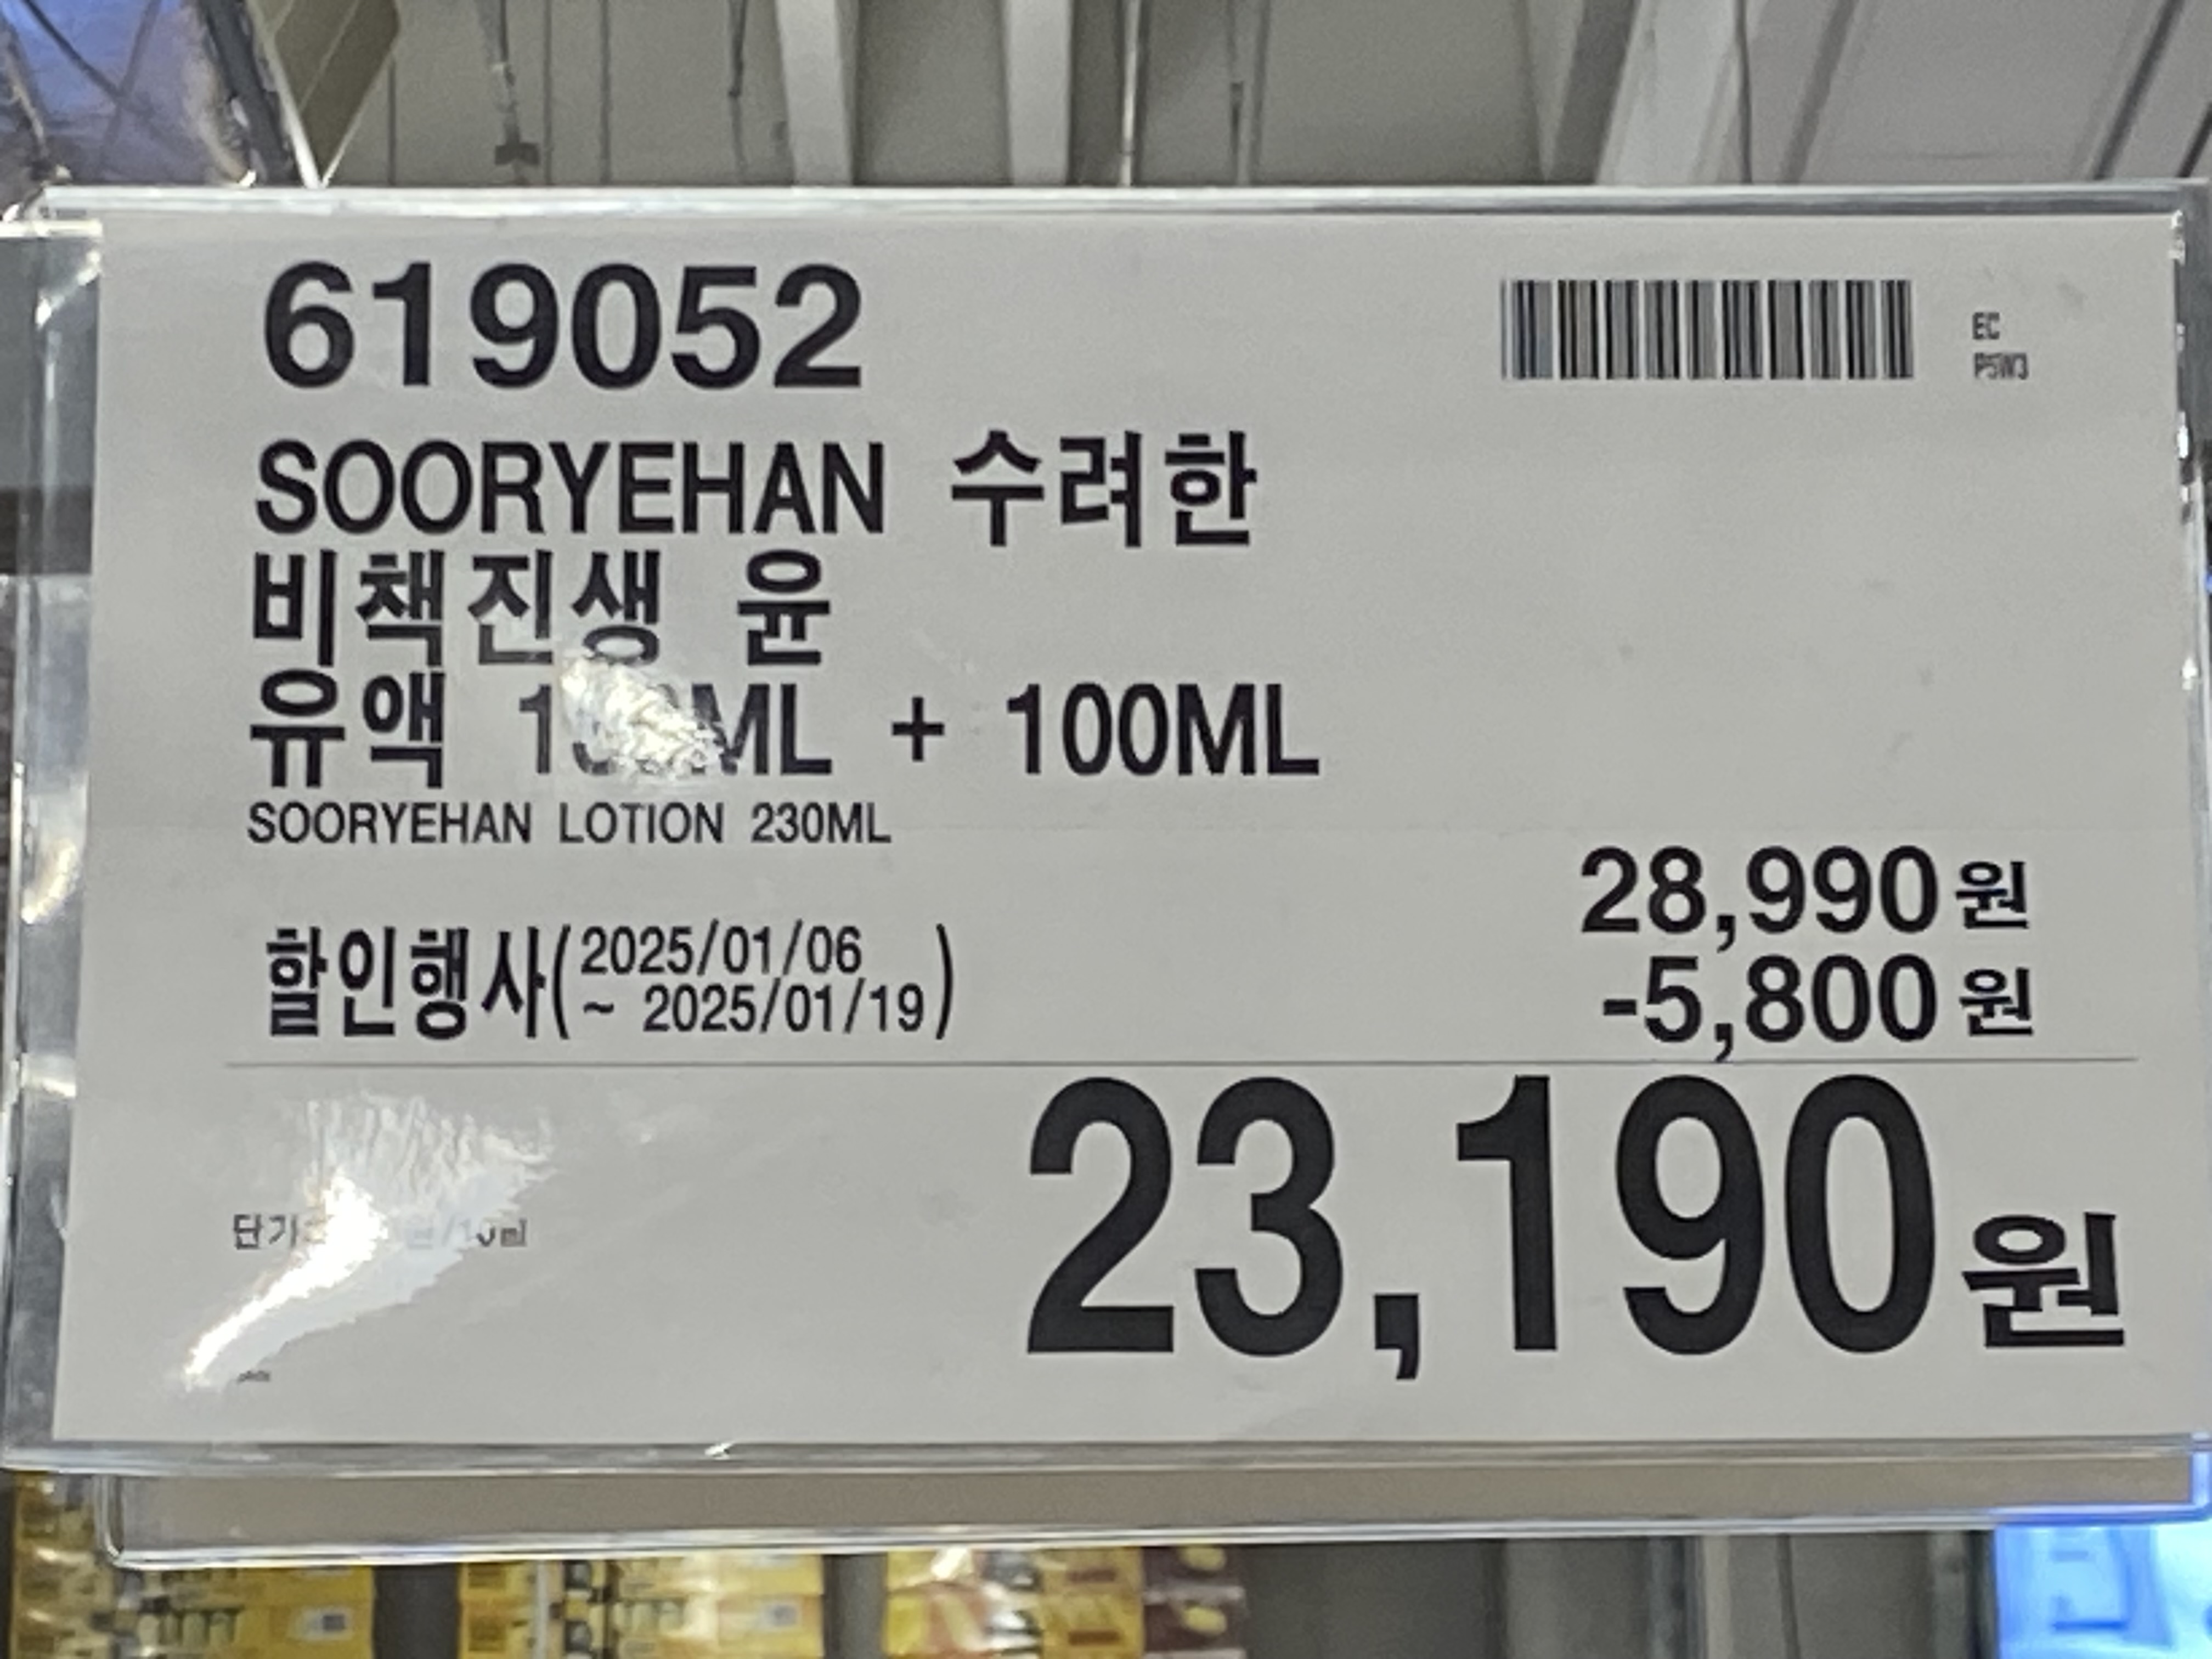 619052
EC
P5W3
SOORYEHAN 수려한
비책진생 윤
유액 + 100ML
SOORYEHAN LOTION 230ML
28,990원
할인행사(2025/01/06
~ 2025/01/19)
-5,800원
23,190원